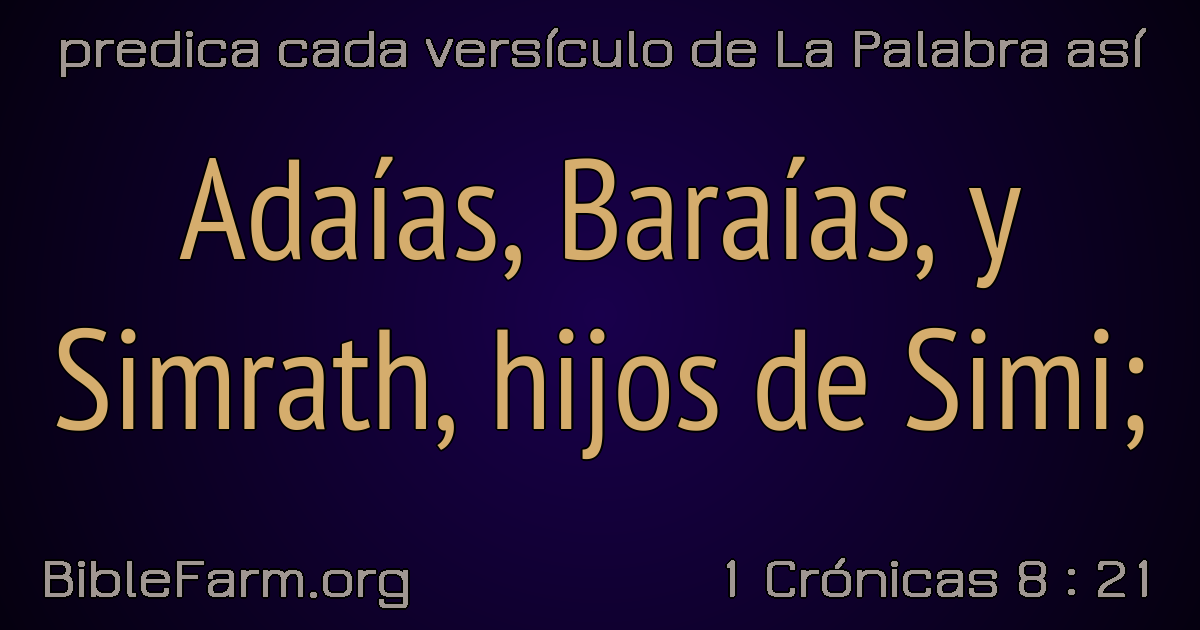 predica cada versículo de La Palabra así
Adaías, Baraías, y
Simrath, hijos de Simi;
BibleFarm.org
1 Crónicas 8 : 21